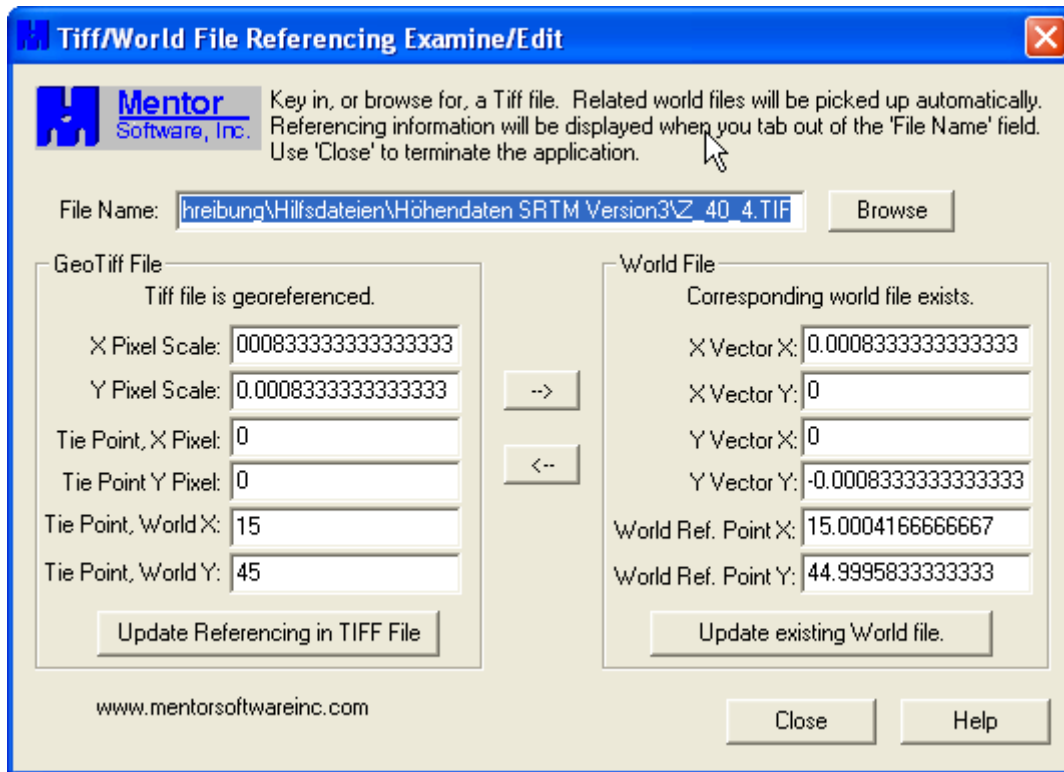 Tiff/World File Referencing Examine/Edit
Mentor
Software, Inc.
Key in, or browse for, a Tiff file. Related world files will be picked up automatically.
Referencing information will be displayed when you tab out of the 'File Name' field.
Use 'Close' to terminate the application.
File Name: hreibung\Hilfsdateien\Höhendaten SRTM Version3\Z_40_4.TIF Browse
GeoTiff File
Tiff file is georeferenced.
X Pixel Scale: 000833333333333333
Y Pixel Scale: 0.0008333333333333
Tie Point, X Pixel: 0
Tie Point Y Pixel: 0
Tie Point, World X: 15
Tie Point, World Y: 45
Update Referencing in TIFF File
-->
<--
World File
Corresponding world file exists.
X Vector X: 0.0008333333333333
X Vector Y: 0
Y Vector X: 0
Y Vector Y: -0.0008333333333333
World Ref. Point X: 15.0004166666667
World Ref. Point Y: 44.9995833333333
Update existing World file.
www.mentorsoftwareinc.com
Close
Help